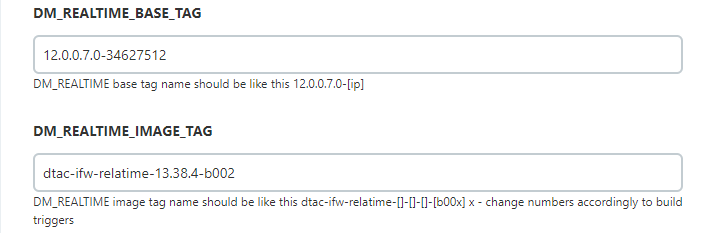 DM_REALTIME_BASE_TAG
12.0.0.7.0-34627512
DM_REALTIME base tag name should be like this 12.0.0.7.0-[ip]
DM_REALTIME_IMAGE_TAG
dtac-ifw-relatime-13.38.4-b002
DM_REALTIME image tag name should be like this dtac-ifw-relatime-[]-[]-[]-[b00x] x - change numbers accordingly to build
triggers